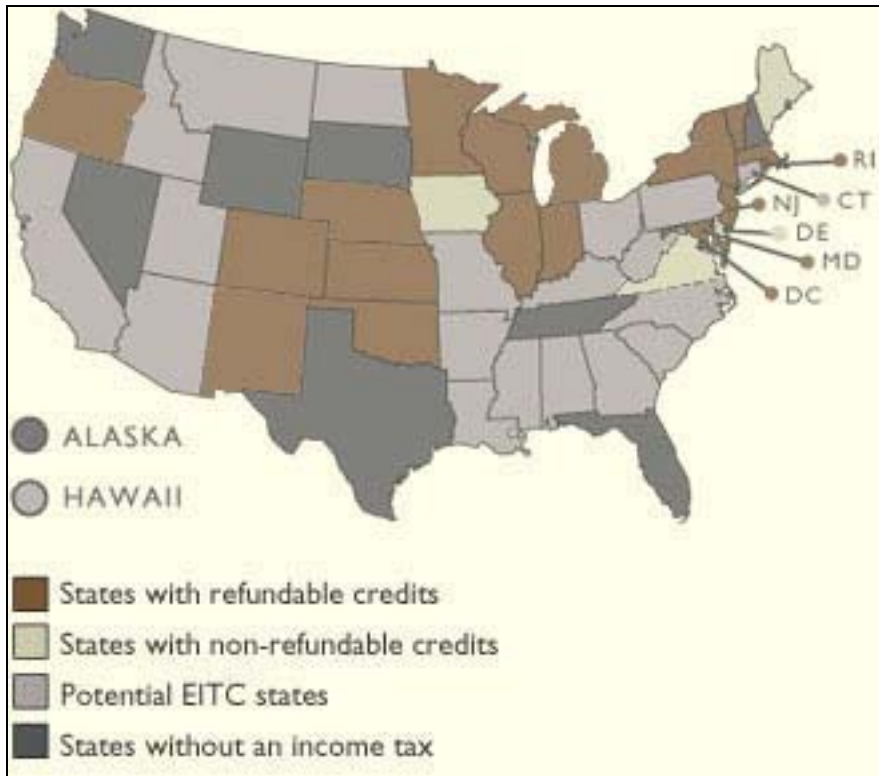 RI
NJ
CT
DE
MD
DC
ALASKA
HAWAII
States with refundable credits
States with non-refundable credits
Potential EITC states
States without an income tax